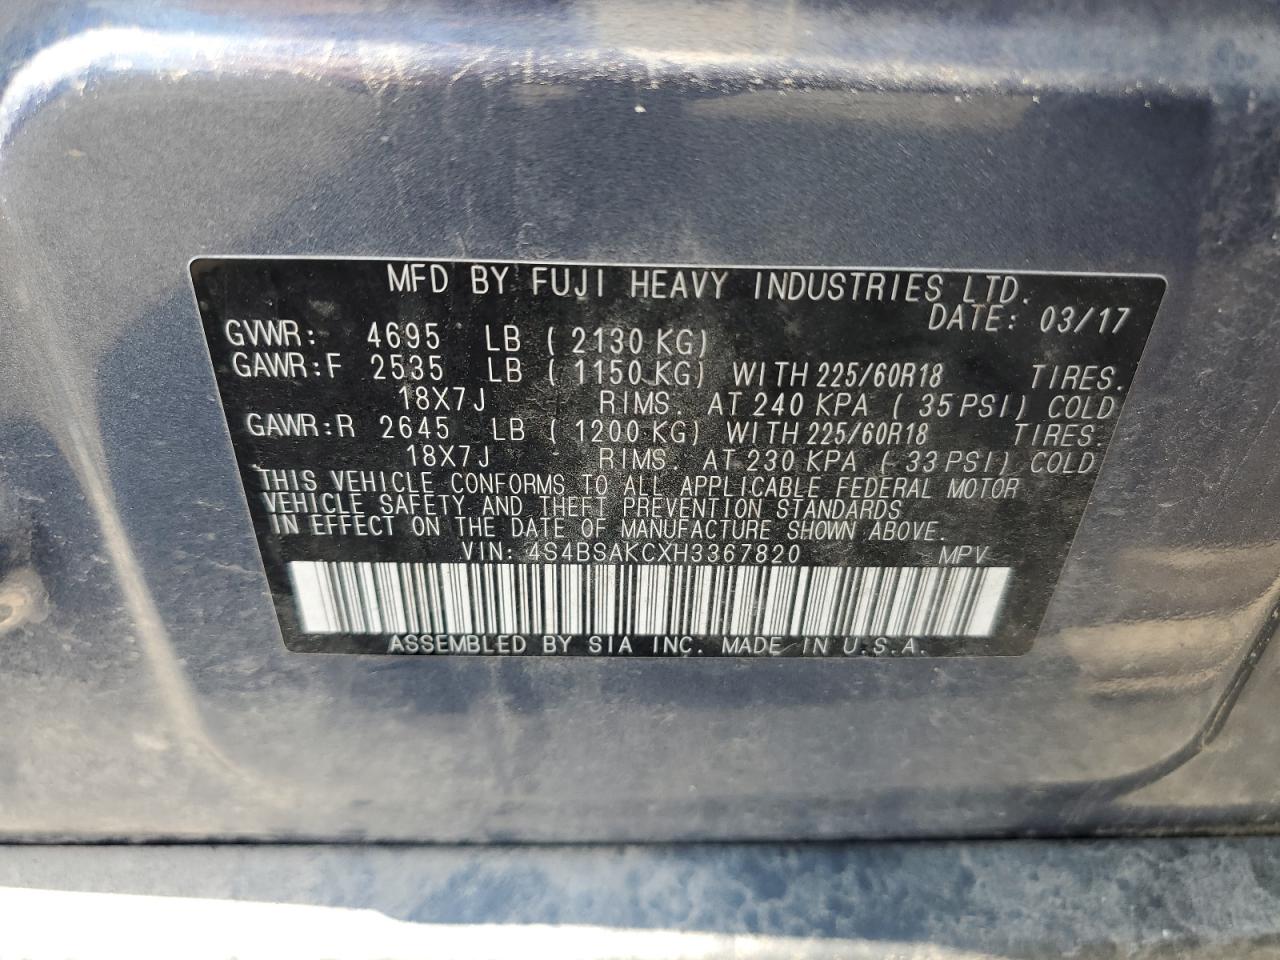 MFD BY FUJI HEAVY INDUSTRIES LTD.
DATE: 03/17
GVWR: 4695 LB ( 2130 KG)
GAWR:F 2535 LB ( 1150 KG) WITH 225/60R18 TIRES.
18X7J RIMS. AT 240 KPA ( 35 PSI) COLD
GAWR:R 2645 LB ( 1200 KG) WITH 225/60R18 TIRES.
18X7J RIMS. AT 230 KPA ( 33 PSI) COLD
THIS VEHICLE CONFORMS TO ALL APPLICABLE FEDERAL MOTOR
VEHICLE SAFETY AND THEFT PREVENTION STANDARDS
IN EFFECT ON THE DATE OF MANUFACTURE SHOWN ABOVE.
VIN: 4S4BSAKCXH3367820 MPV
ASSEMBLED BY SIA INC. MADE IN U.S.A.